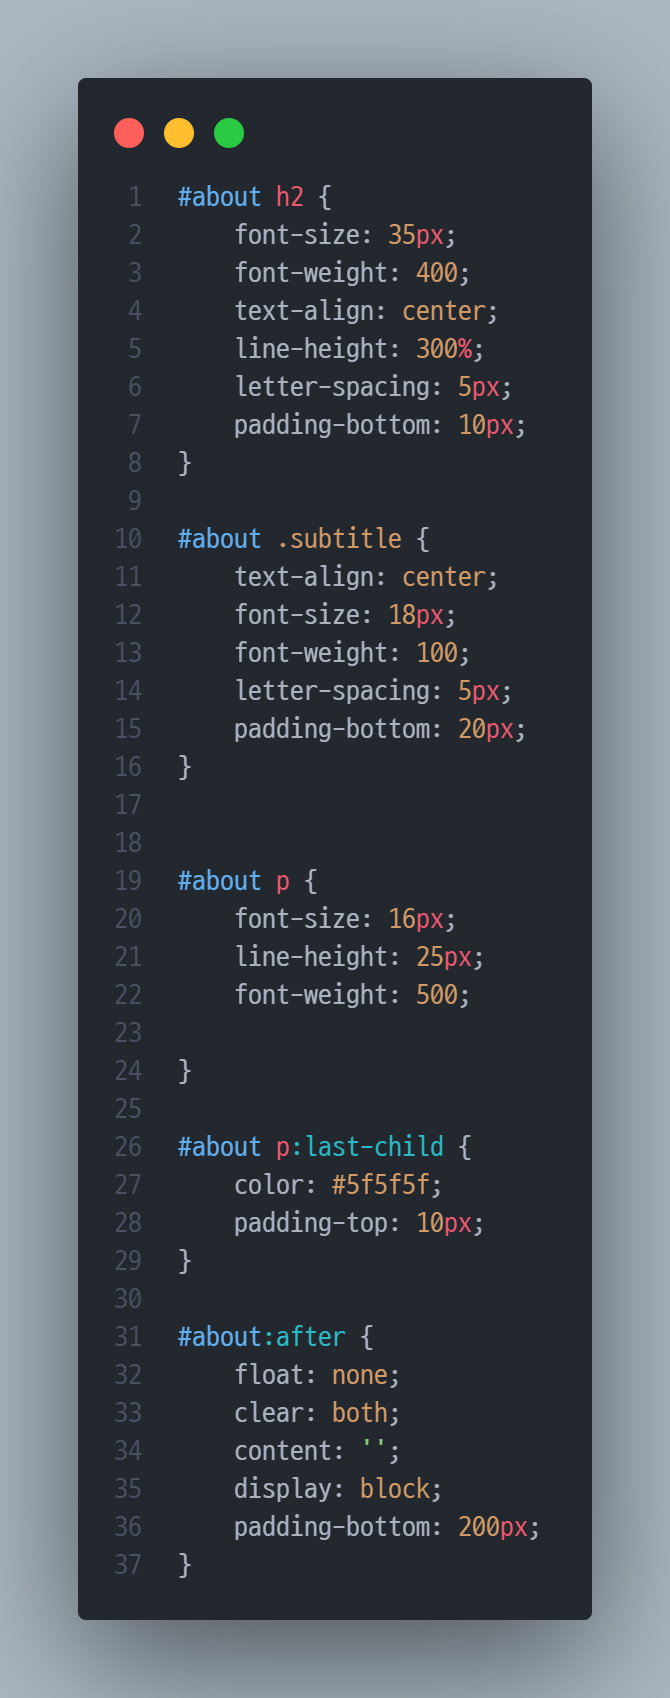 1 #about h2 {
2     font-size: 35px;
3     font-weight: 400;
4     text-align: center;
5     line-height: 300%;
6     letter-spacing: 5px;
7     padding-bottom: 10px;
8 }
9
10 #about .subtitle {
11     text-align: center;
12     font-size: 18px;
13     font-weight: 100;
14     letter-spacing: 5px;
15     padding-bottom: 20px;
16 }
17
18
19 #about p {
20     font-size: 16px;
21     line-height: 25px;
22     font-weight: 500;
23
24 }
25
26 #about p:last-child {
27     color: #5f5f5f;
28     padding-top: 10px;
29 }
30
31 #about:after {
32     float: none;
33     clear: both;
34     content: '';
35     display: block;
36     padding-bottom: 200px;
37 }